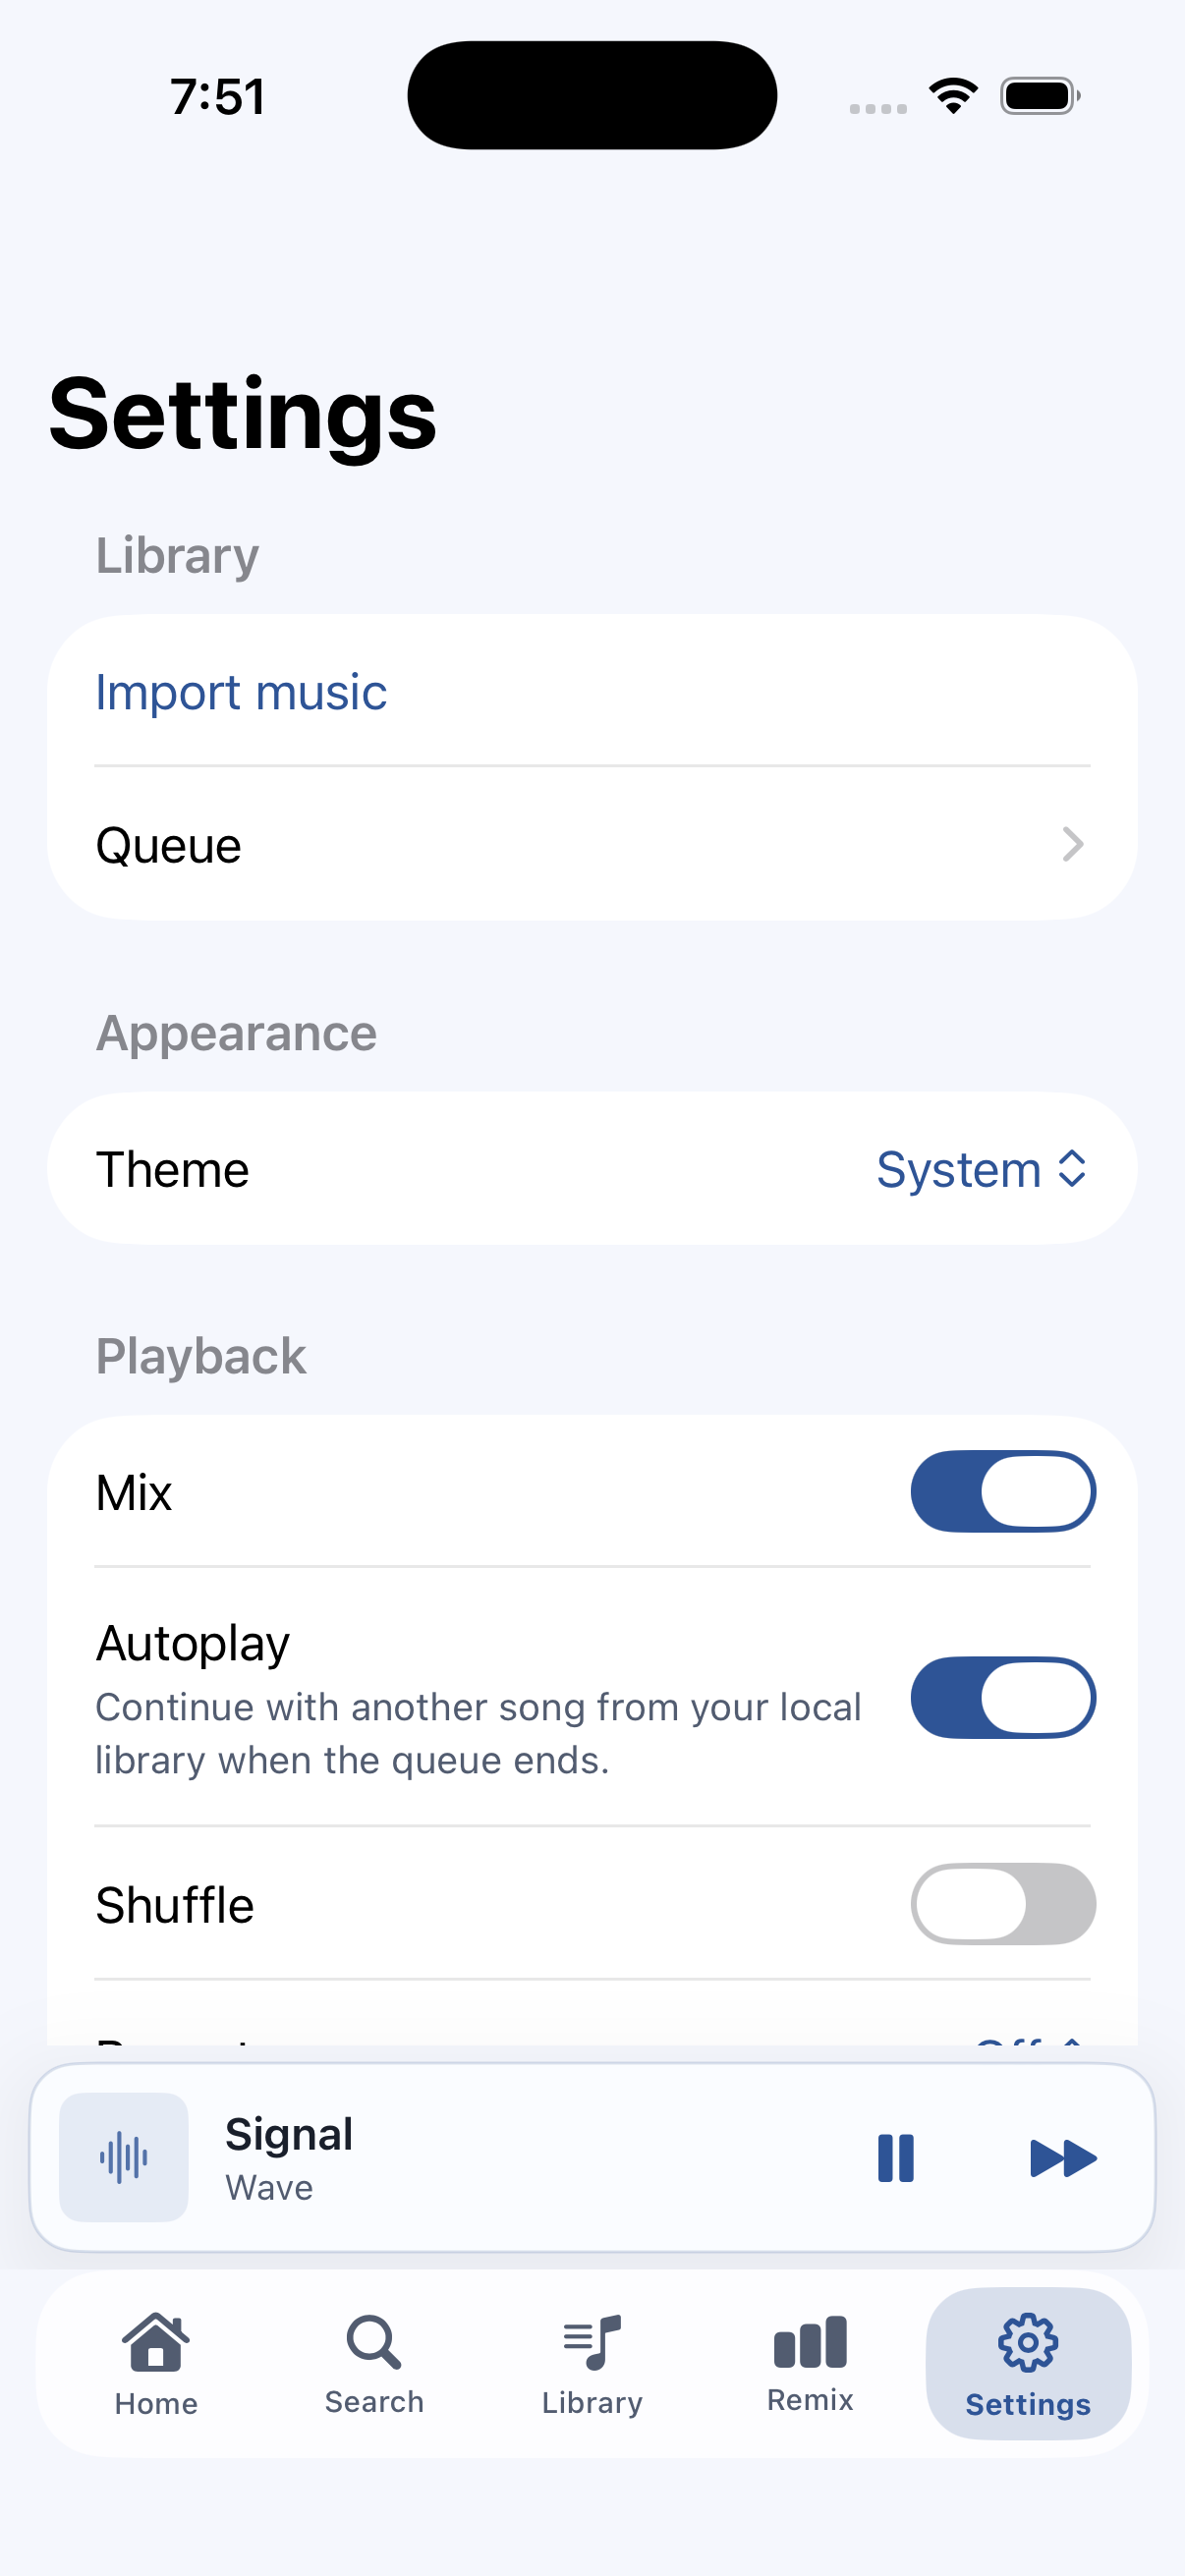 7:51
Settings
Library
Import music
Queue
Appearance
Theme
System
Playback
Mix
Autoplay
Continue with another song from your local
library when the queue ends.
Shuffle
Signal
Wave
Home
Search
Library
Remix
Settings